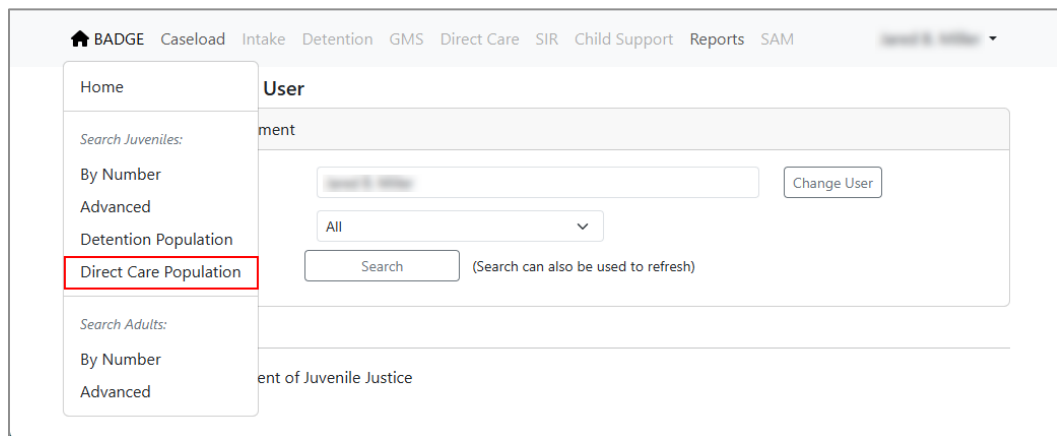 BADGE Caseload Intake Detention GMS Direct Care SIR Child Support Reports SAM
Home
User
Search Juveniles:
ment
By Number
Change User
Advanced
All
Detention Population
Direct Care Population
Search (Search can also be used to refresh)
Search Adults:
By Number
ent of Juvenile Justice
Advanced